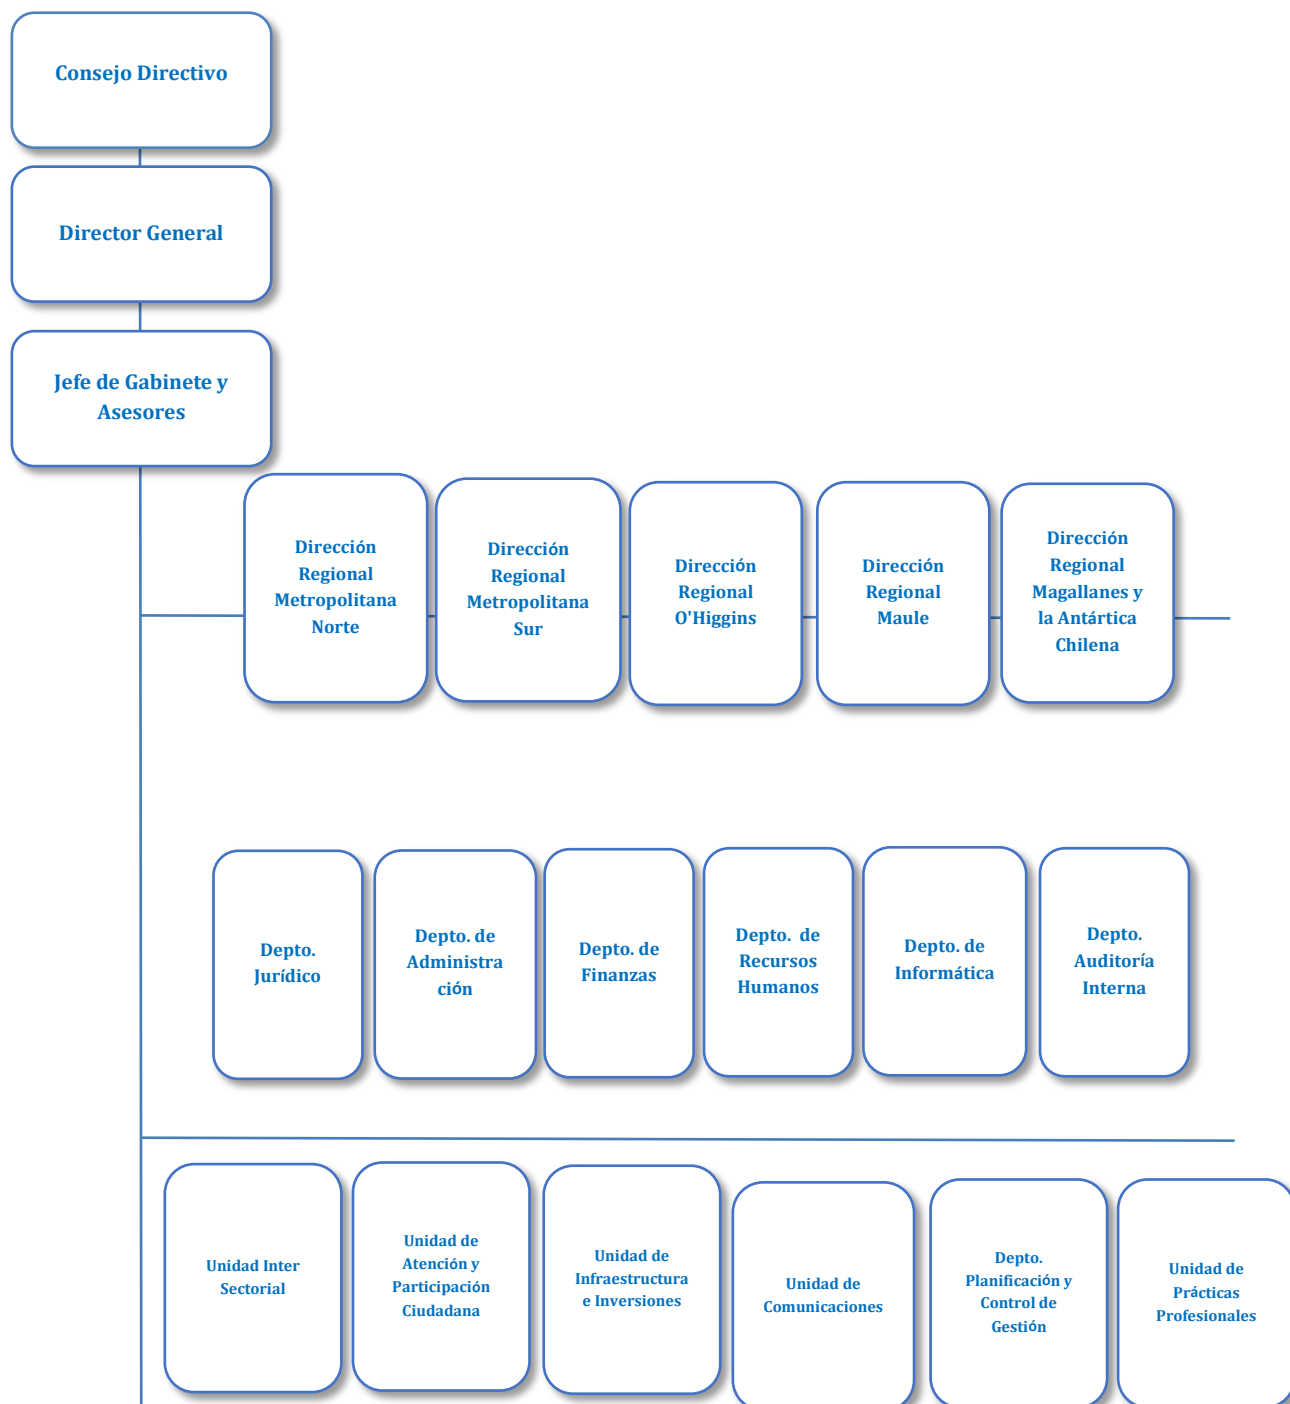 Consejo Directivo
Director General
Jefe de Gabinete y
Asesores
Dirección
Regional
Metropolitana
Norte
Dirección
Regional
Metropolitana
Sur
Dirección
Regional
O'Higgins
Dirección
Regional
Maule
Dirección
Regional
Magallanes y
la Antártica
Chilena
Depto.
Jurídico
Depto. de
Administra
ción
Depto. de
Finanzas
Depto. de
Recursos
Humanos
Depto. de
Informática
Depto.
Auditoría
Interna
Unidad Inter
Sectorial
Unidad de
Atención y
Participación
Ciudadana
Unidad de
Infraestructura
e Inversiones
Unidad de
Comunicaciones
Depto.
Planificación y
Control de
Gestión
Unidad de
Prácticas
Profesionales